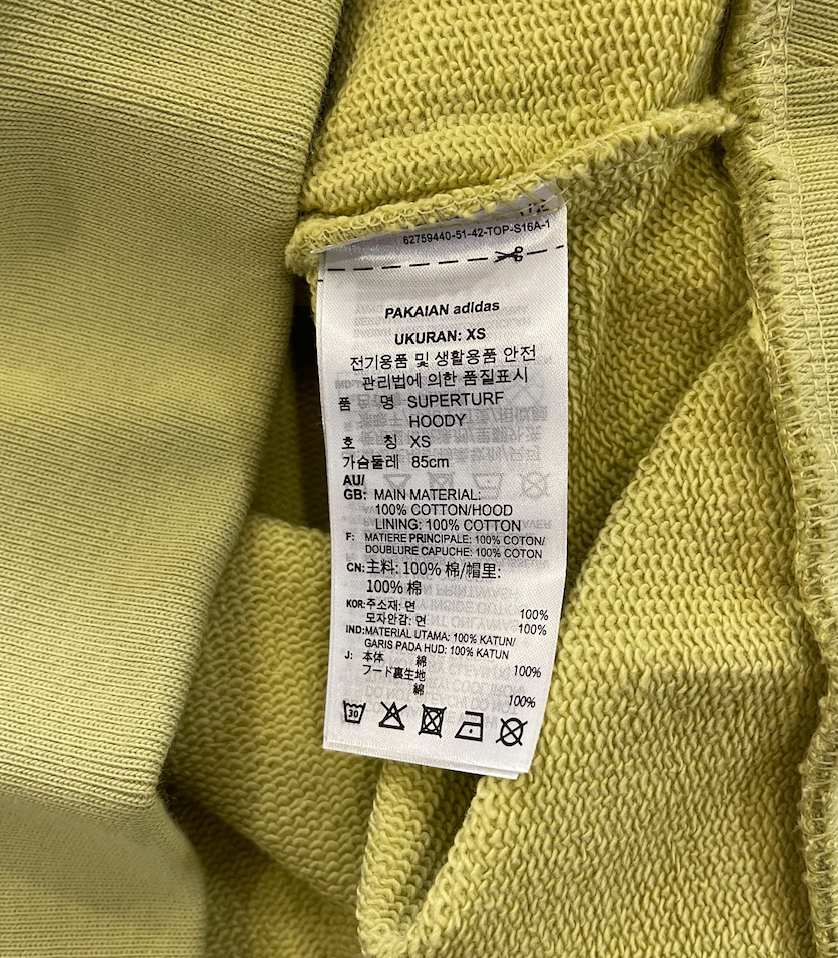 62759440-51-42-TOP-S16A-1
PAKAIAN adidas
UKURAN: XS
전기용품 및 생활용품 안전
관리법에 의한 품질표시
품 명 SUPERTURF
HOODY
호 칭 XS
가슴둘레 85cm
AU/
GB: MAIN MATERIAL:
100% COTTON/HOOD
LINING: 100% COTTON
F: MATIERE PRINCIPALE: 100% COTON/
DOUBLURE CAPUCHE: 100% COTON
CN:主料: 100% 棉/帽里:
100% 棉
KOR:주소재: 면 100%
모자안감: 면 100%
IND:MATERIAL UTAMA: 100% KATUN/
GARIS PADA HUD: 100% KATUN
J: 本体 綿 100%
フード裏生地
綿 100%
30